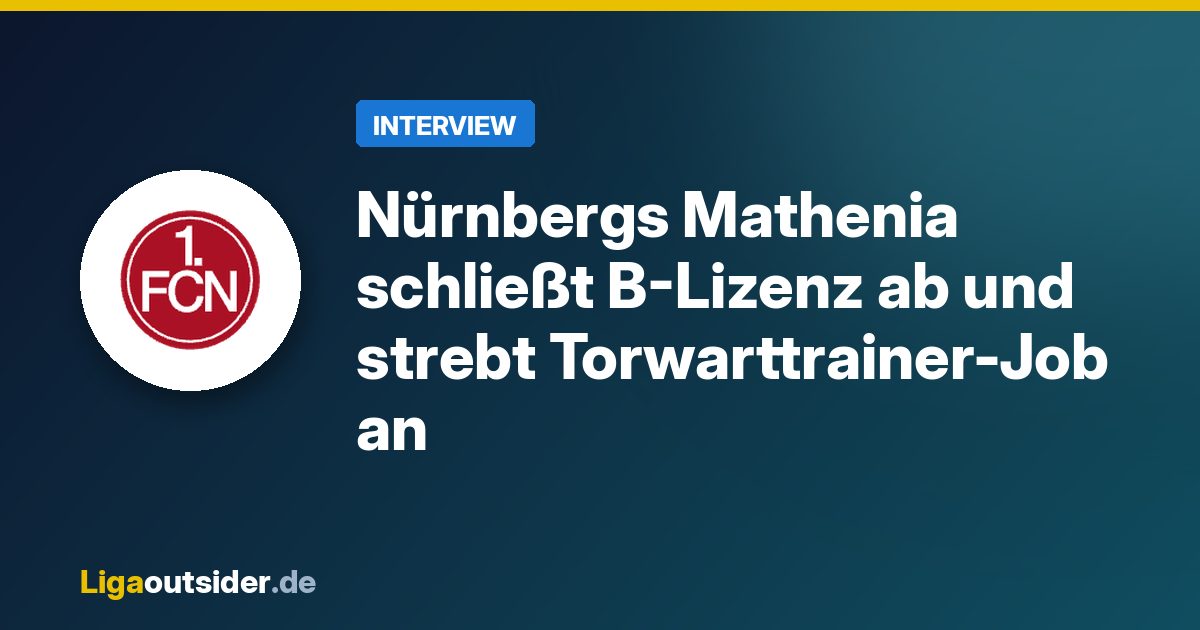 INTERVIEW
Nürnbergs Mathenia
schließt B-Lizenz ab und
strebt Torwarttrainer-Job
an
1.
FCN
Ligaoutsider.de